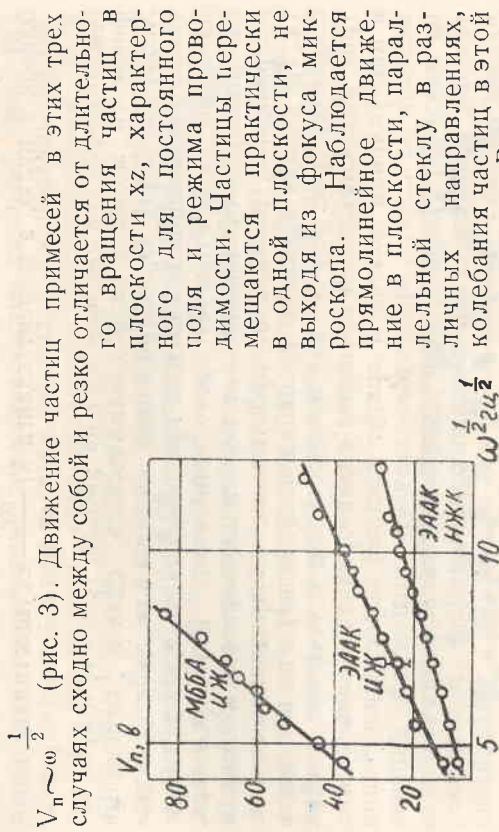 Vₙ~ω^1/2 (рис. 3). Движение частиц примесей в этих трех
случаях сходно между собой и резко отличается от длительно-
го вращения частиц в
плоскости xz, характер-
ного для постоянного
поля и режима прово-
димости. Частицы пере-
мещаются практически
в одной плоскости, не
выходя из фокуса мик-
роскопа. Наблюдается
прямолинейное движе-
ние в плоскости, парал-
лельной стеклу в раз-
личных направлениях,
колебания частиц в этой
Vп, в
80
60
40
20
МббА
ИЖ
ЭААК
ИЖ
ЭААК
НЖК
5
10
ω^1/2 гц^1/2